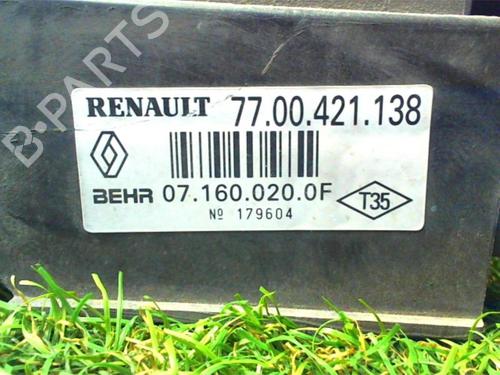 RENAULT 77.00.421.138
BEHR 07.160.020.0F
T35
Nº 179604
B-PARTS